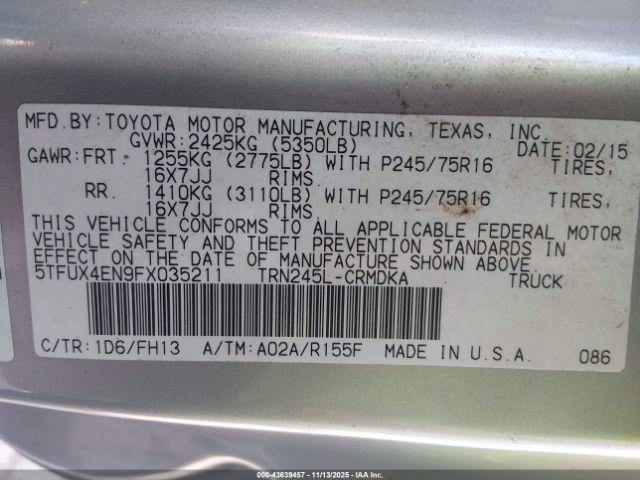 MFD.BY:TOYOTA MOTOR MANUFACTURING, TEXAS, INC.
GVWR:2425KG (5350LB) DATE:02/15
GAWR:FRT. 1255KG (2775LB) WITH P245/75R16 TIRES,
16X7JJ RIMS.
RR. 1410KG (3110LB) WITH P245/75R16 TIRES,
16X7JJ RIMS.
THIS VEHICLE CONFORMS TO ALL APPLICABLE FEDERAL MOTOR
VEHICLE SAFETY AND THEFT PREVENTION STANDARDS IN
EFFECT ON THE DATE OF MANUFACTURE SHOWN ABOVE.
5TFUX4EN9FX035211 TRN245L-CRMDKA TRUCK
C/TR:1D6/FH13 A/TM:A02A/R155F MADE IN U.S.A. 086
000-43639457 11/13/2025 IAAI.COM